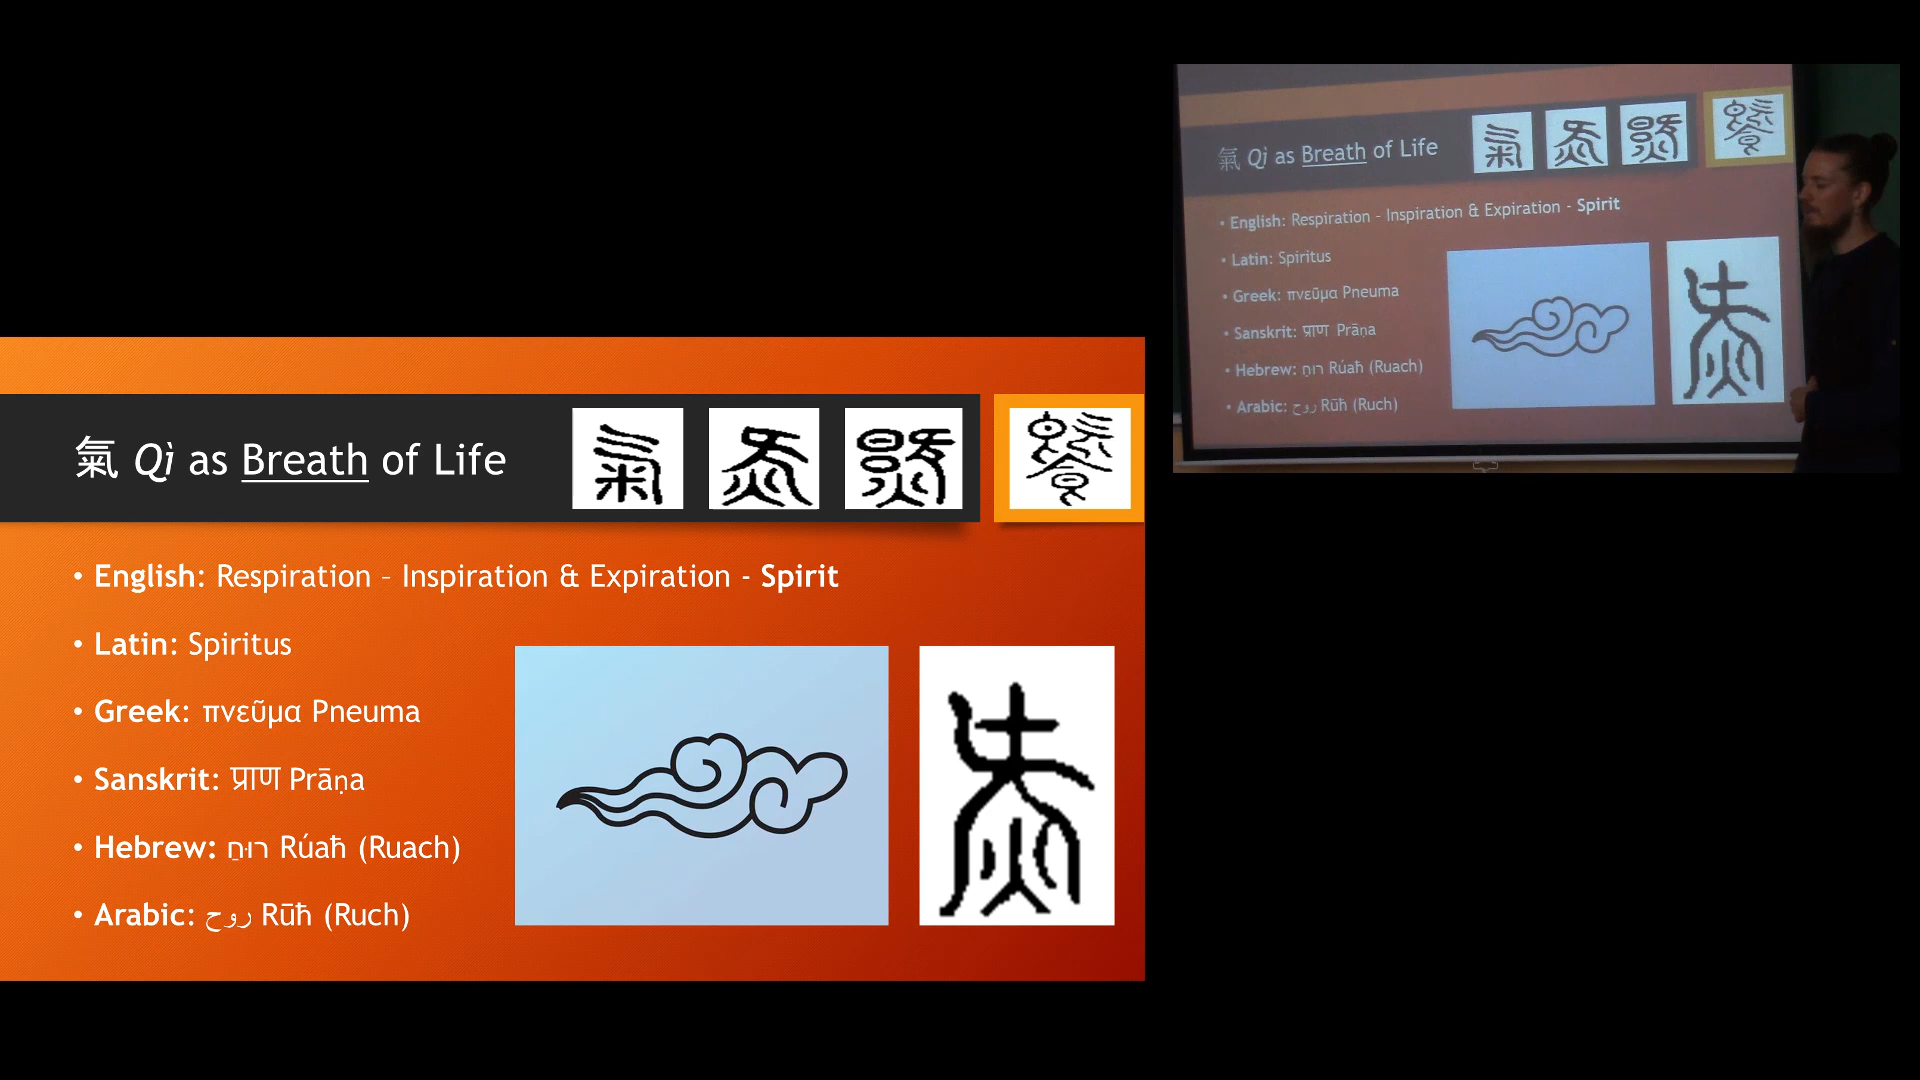 氣 Qì as Breath of Life
• English: Respiration – Inspiration & Expiration - Spirit
• Latin: Spiritus
• Greek: πνεῦμα Pneuma
• Sanskrit: प्राण Prāṇa
• Hebrew: רוּחַ Rúaħ (Ruach)
• Arabic: روح Rūħ (Ruch)
氣 Qì as Breath of Life
• English: Respiration – Inspiration & Expiration - Spirit
• Latin: Spiritus
• Greek: πνεῦμα Pneuma
• Sanskrit: प्राण Prāṇa
• Hebrew: רוּחַ Rúaħ (Ruach)
• Arabic: روح Rūħ (Ruch)